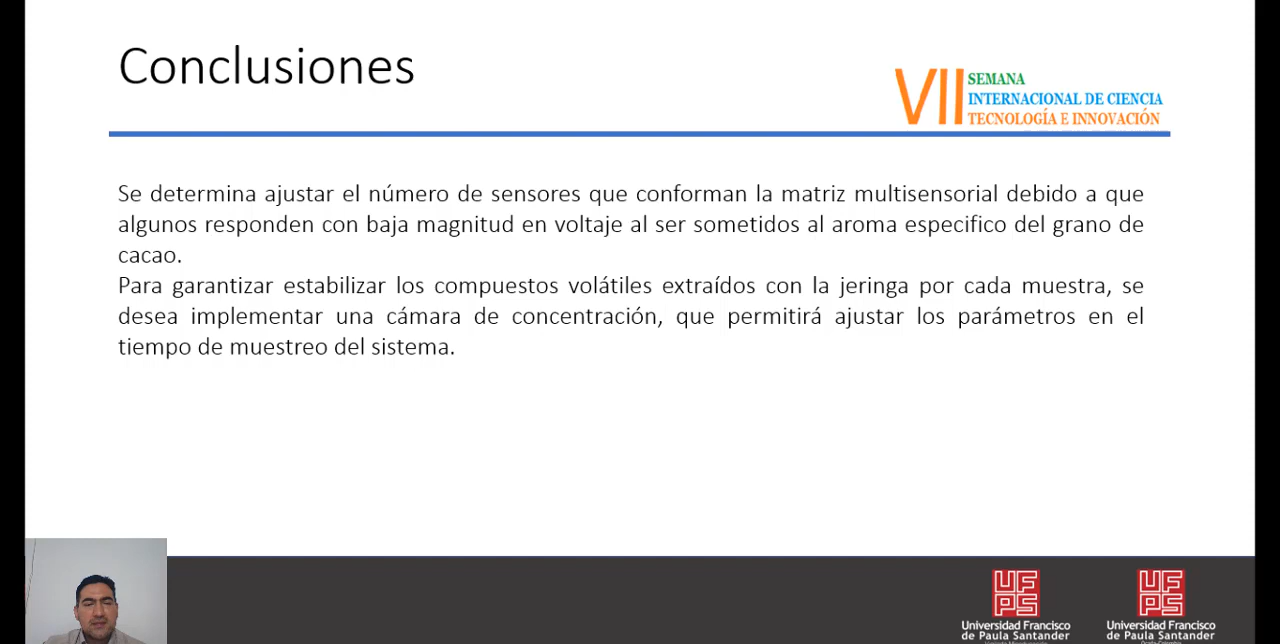 Conclusiones
VII
SEMANA
INTERNACIONAL DE CIENCIA
TECNOLOGÍA E INNOVACIÓN
Se determina ajustar el número de sensores que conforman la matriz multisensorial debido a que
algunos responden con baja magnitud en voltaje al ser sometidos al aroma especifico del grano de
cacao.
Para garantizar estabilizar los compuestos volátiles extraídos con la jeringa por cada muestra, se
desea implementar una cámara de concentración, que permitirá ajustar los parámetros en el
tiempo de muestreo del sistema.
UFPS
Universidad Francisco
de Paula Santander
UFPS
Universidad Francisco
de Paula Santander